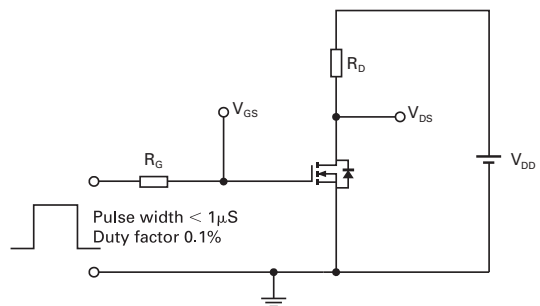 R_D
V_GS
V_DS
R_G
V_DD
Pulse width < 1μS
Duty factor 0.1%